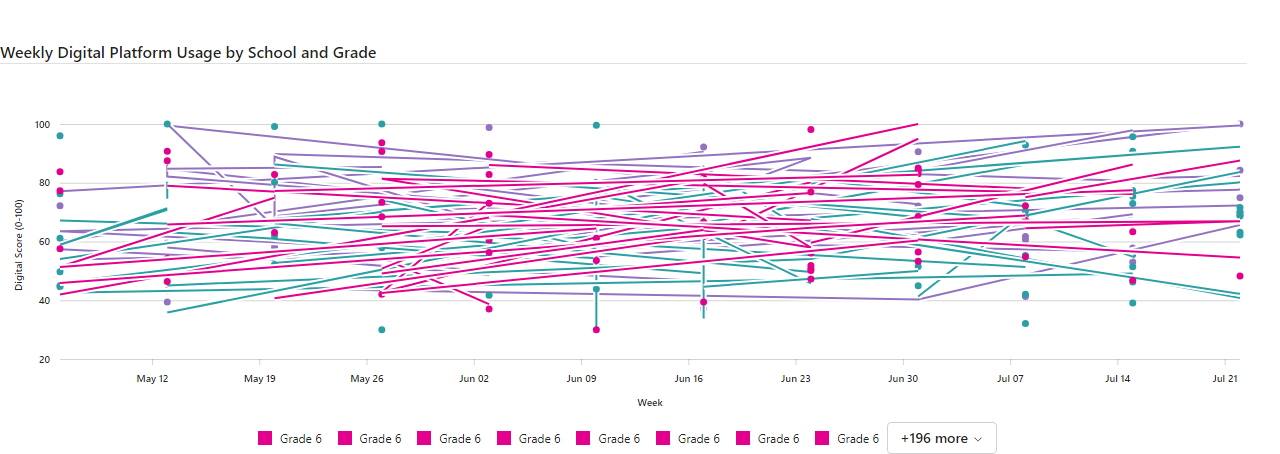 Weekly Digital Platform Usage by School and Grade
Digital Score (0-100)
100
80
60
40
20
May 12 May 19 May 26 Jun 02 Jun 09 Jun 16 Jun 23 Jun 30 Jul 07 Jul 14 Jul 21
Week
Grade 6 Grade 6 Grade 6 Grade 6 Grade 6 Grade 6 Grade 6 Grade 6 +196 more